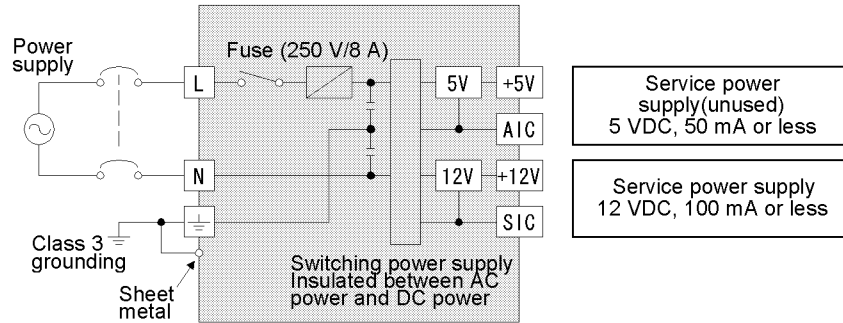 Power
supply
Fuse (250 V/8 A)
L
5V
+5V
AIC
N
12V
+12V
SIC
Class 3
grounding
Sheet
metal
Switching power supply
Insulated between AC
power and DC power
Service power
supply(unused)
5 VDC, 50 mA or less
Service power supply
12 VDC, 100 mA or less